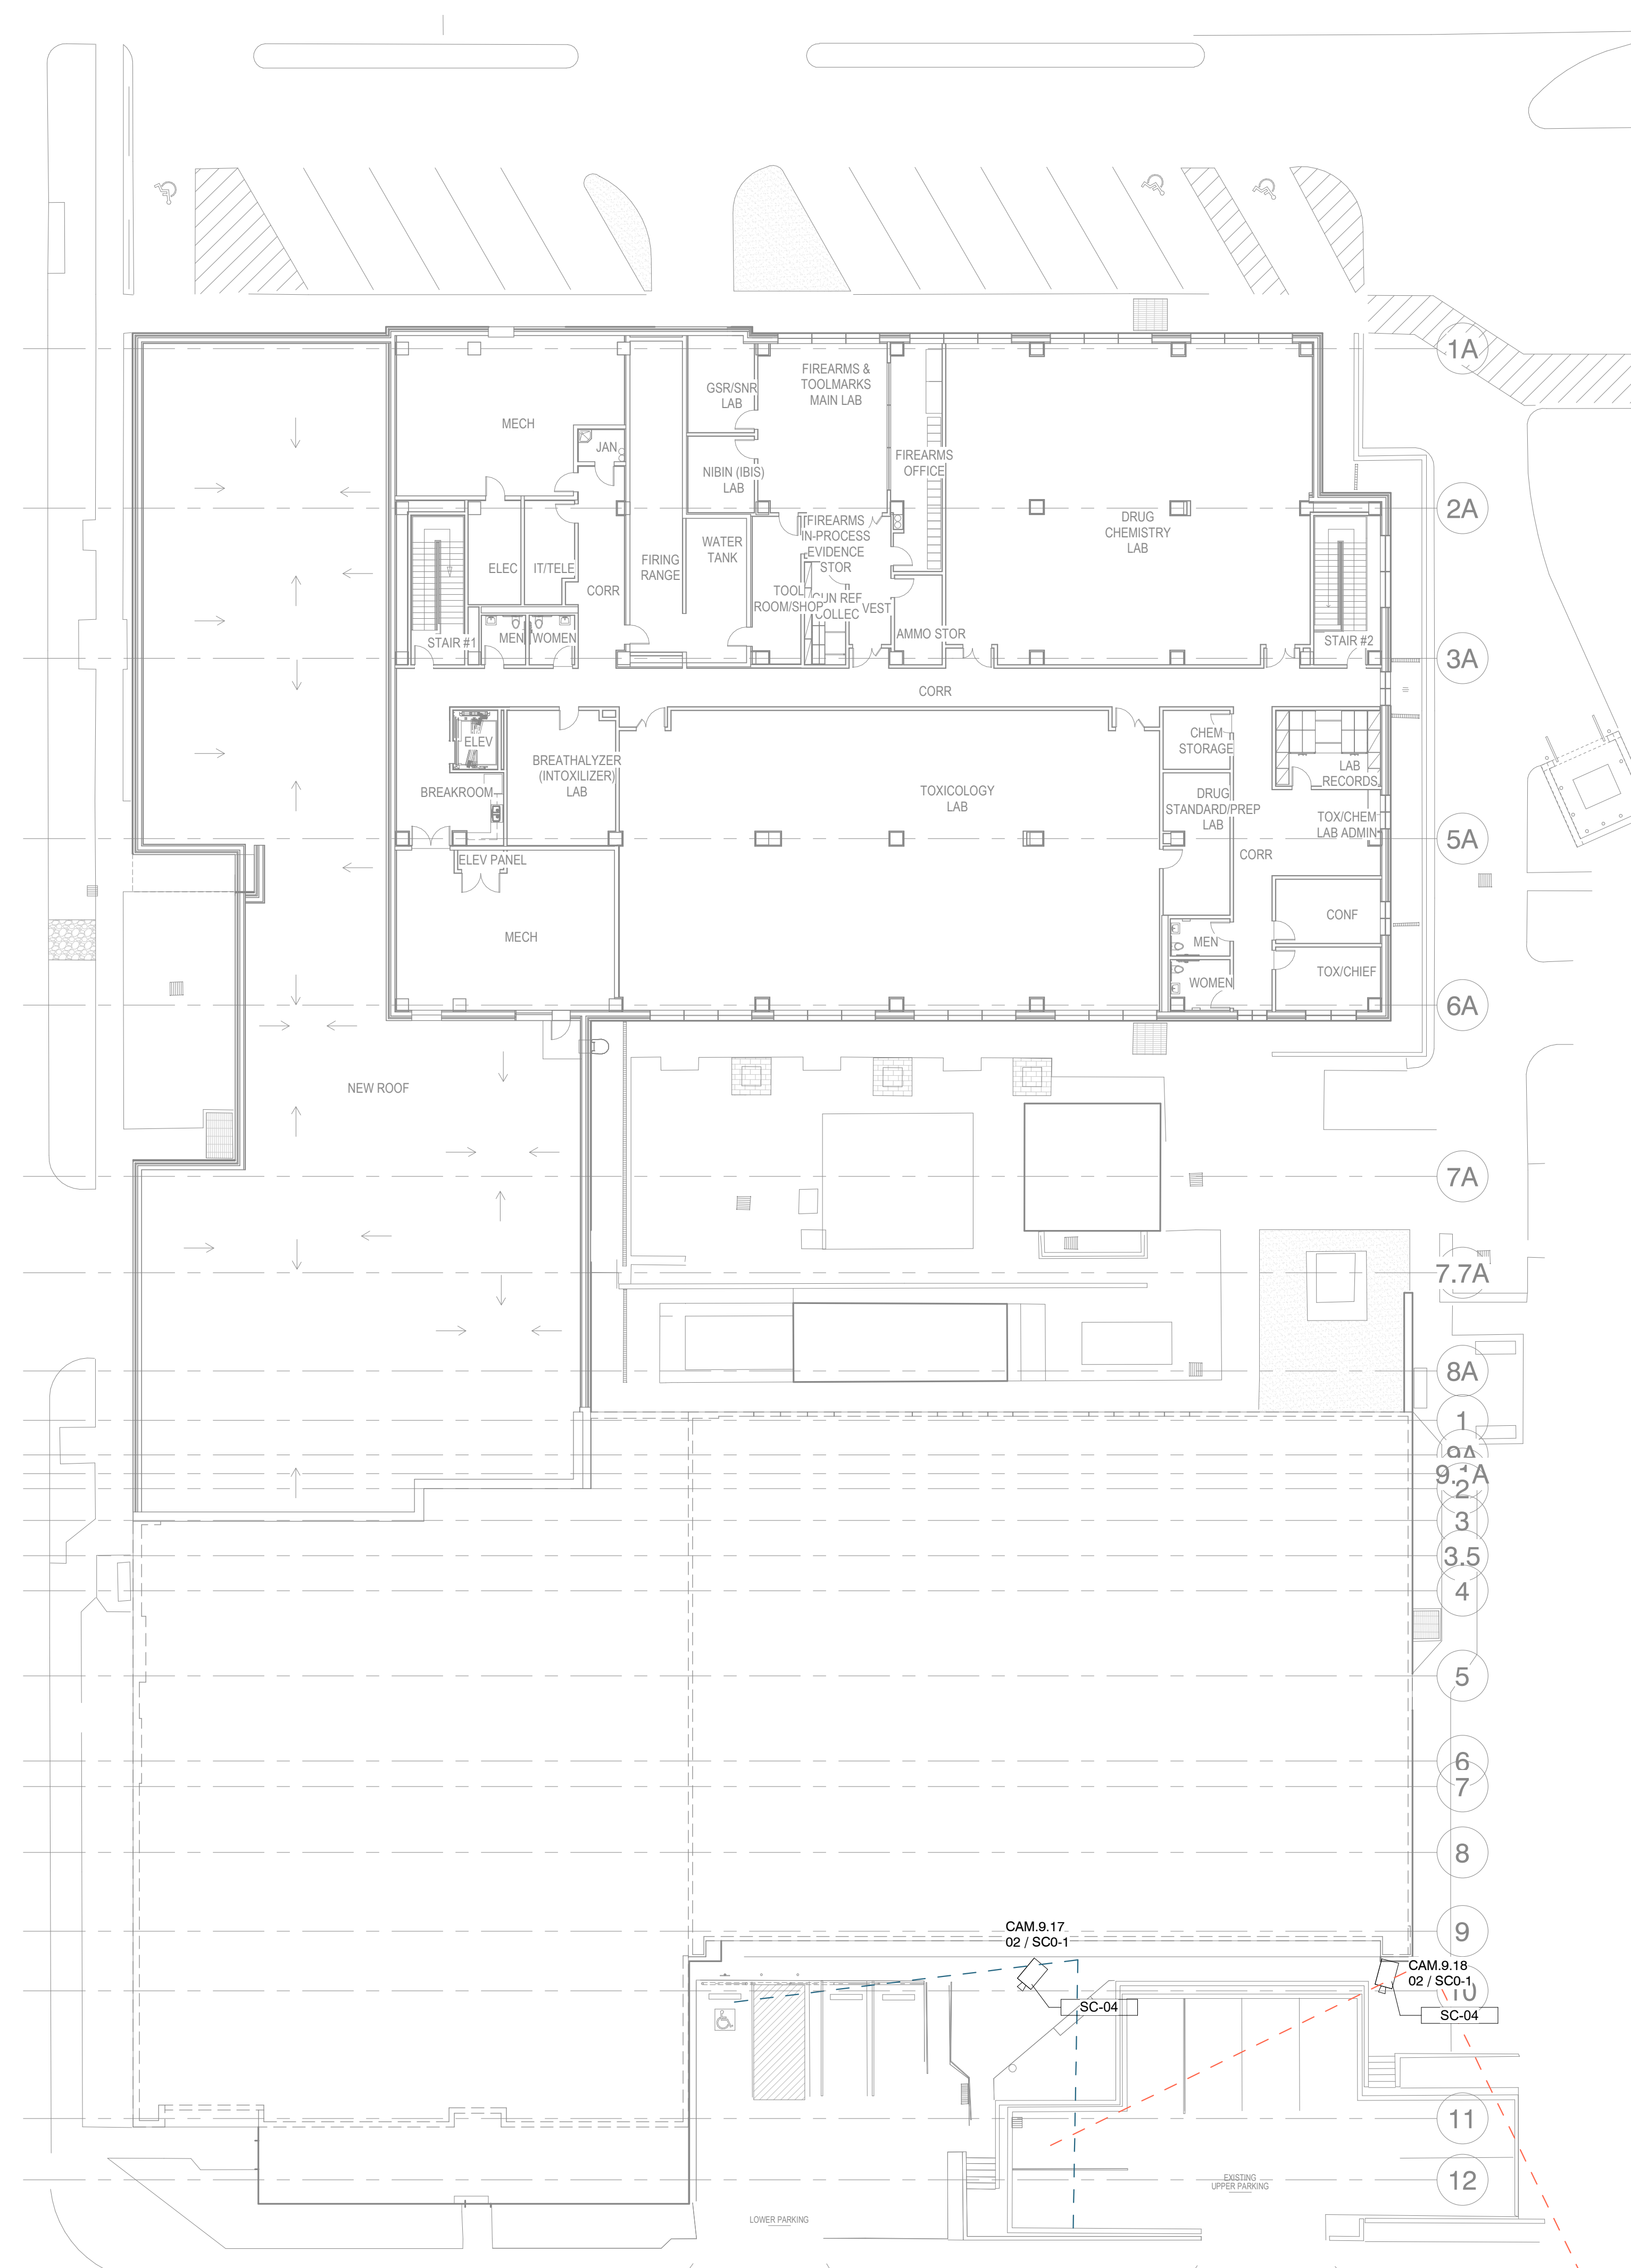 1A
FIREARMS &
TOOLMARKS
MAIN LAB
GSR/SNR
LAB
MECH
JAN
FIREARMS
OFFICE
NIBIN (IBIS)
LAB
2A
DRUG
CHEMISTRY
LAB
FIREARMS
IN-PROCESS
EVIDENCE
STOR
WATER
TANK
FIRING
RANGE
ELEC
IT/TELE
CORR
TOOL
ROOM/SHOP
GUN REF
COLLEC
VEST
AMMO STOR
STAIR #1
MEN
WOMEN
STAIR #2
3A
CORR
ELEV
BREATHALYZER
(INTOXILIZER)
LAB
BREAKROOM
TOXICOLOGY
LAB
CHEM
STORAGE
LAB
RECORDS
DRUG
STANDARD/PREP
LAB
TOX/CHEM
LAB ADMIN
5A
ELEV PANEL
CORR
CONF
MECH
MEN
TOX/CHIEF
WOMEN
6A
NEW ROOF
7A
7.7A
8A
1
9A
9.1A
2
3
3.5
4
5
6
7
8
9
CAM.9.17
02 / SC0-1
CAM.9.18
02 / SC0-1
10
SC-04
SC-04
11
12
EXISTING
UPPER PARKING
LOWER PARKING